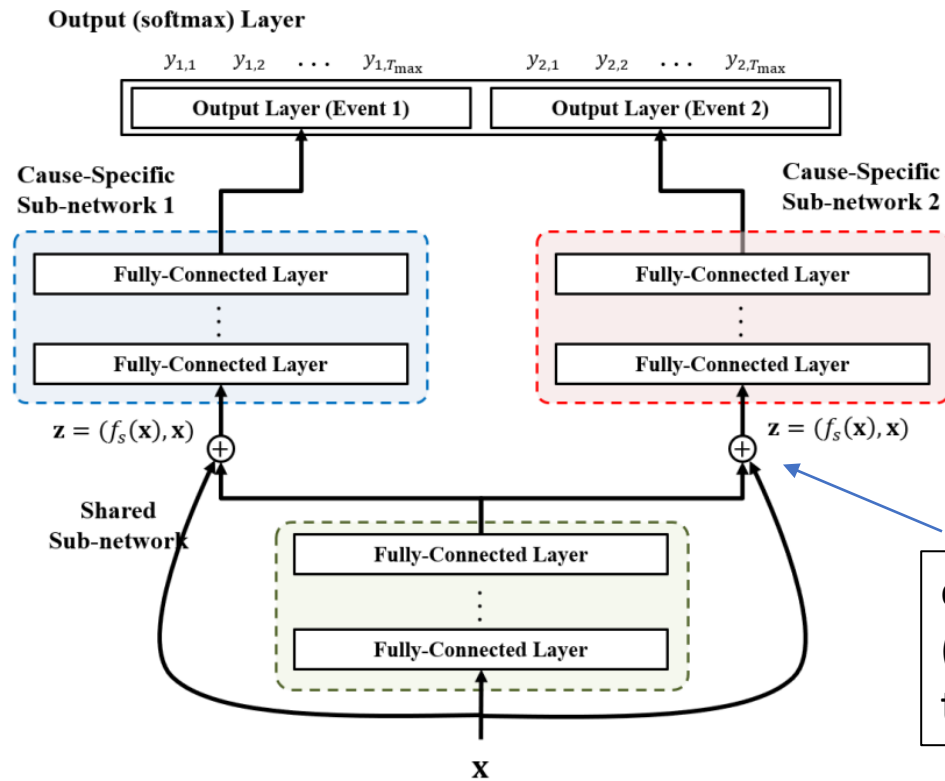 Output (softmax) Layer
y₁,₁ y₁,₂ ... y₁,Tmax y₂,₁ y₂,₂ ... y₂,Tmax
Output Layer (Event 1) Output Layer (Event 2)
Cause-Specific
Sub-network 1
Cause-Specific
Sub-network 2
Fully-Connected Layer
⋮
Fully-Connected Layer
Fully-Connected Layer
⋮
Fully-Connected Layer
z = (fₛ(x), x)
z = (fₛ(x), x)
Shared
Sub-network
Fully-Connected Layer
⋮
Fully-Connected Layer
x